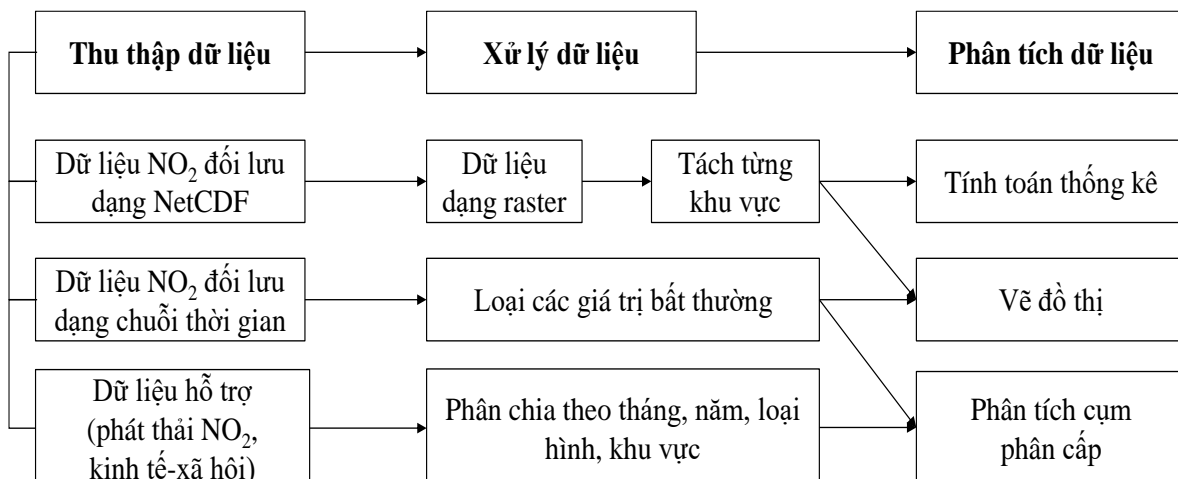 Thu thập dữ liệu
Xử lý dữ liệu
Phân tích dữ liệu
Dữ liệu NO₂ đối lưu
dạng NetCDF
Dữ liệu
dạng raster
Tách từng
khu vực
Tính toán thống kê
Dữ liệu NO₂ đối lưu
dạng chuỗi thời gian
Loại các giá trị bất thường
Vẽ đồ thị
Dữ liệu hỗ trợ
(phát thải NO₂,
kinh tế-xã hội)
Phân chia theo tháng, năm, loại
hình, khu vực
Phân tích cụm
phân cấp